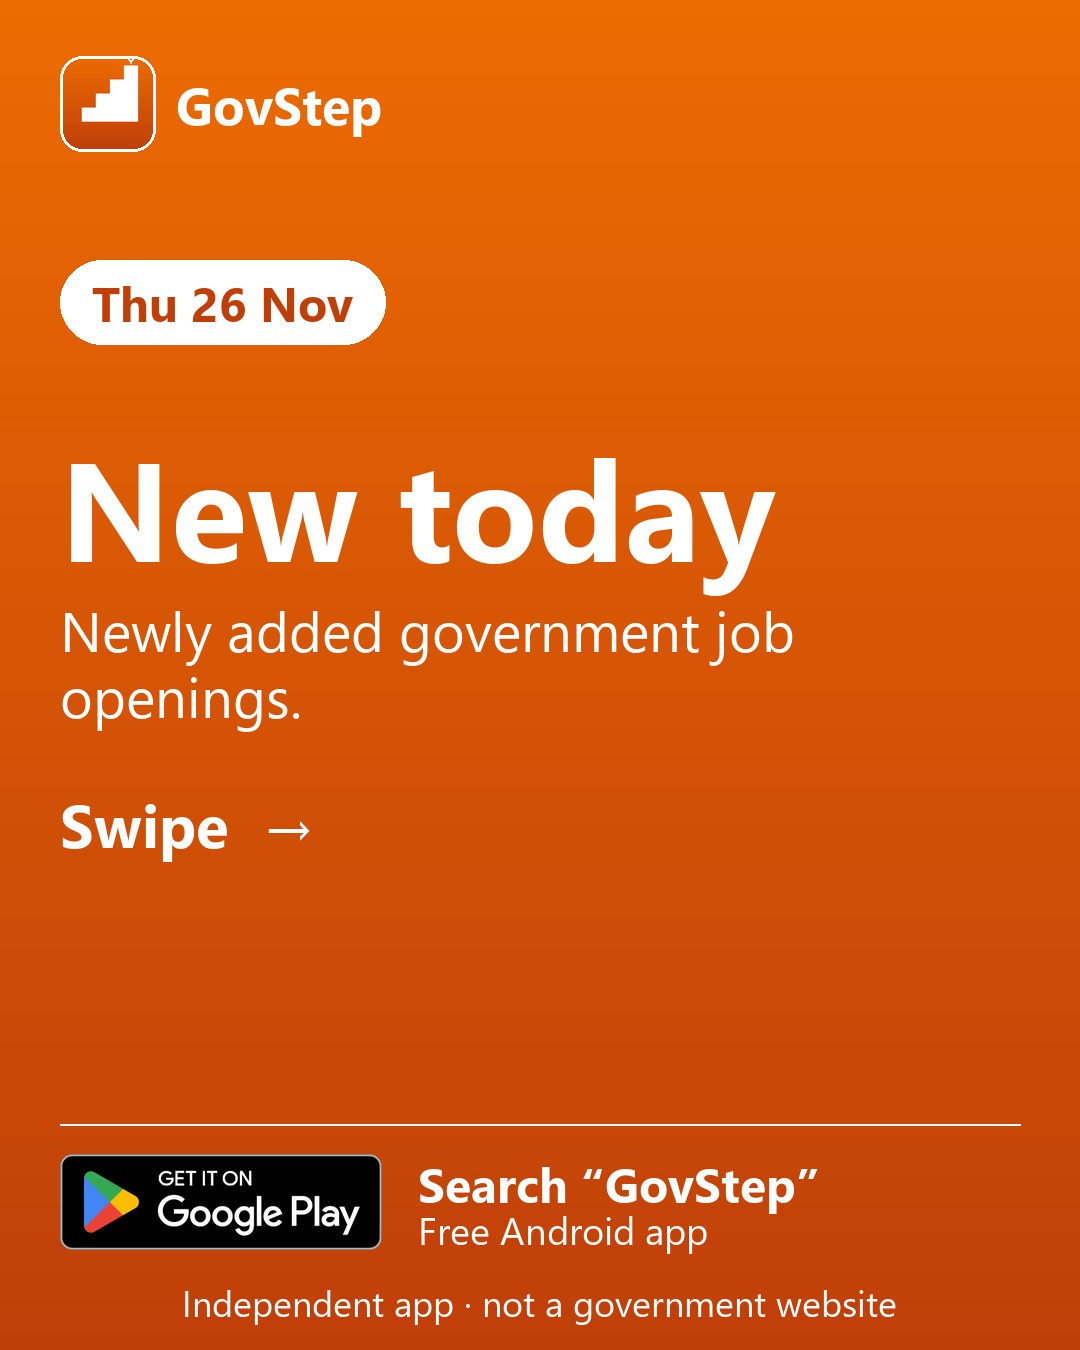 GovStep
Thu 26 Nov
New today
Newly added government job
openings.
Swipe →
GET IT ON
Google Play
Search “GovStep”
Free Android app
Independent app · not a government website